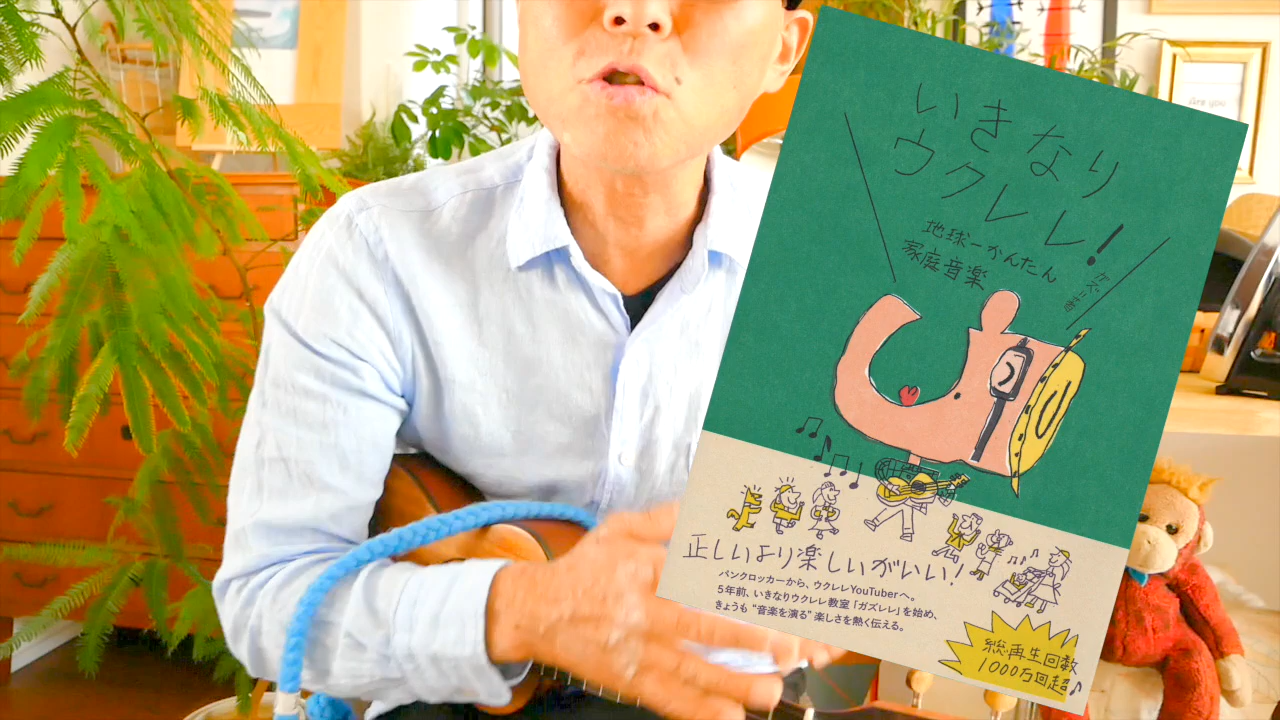 いきなり
ウクレレ!
地球一かんたん
家庭音楽
ガズ 著
正しいより楽しいがいい!
パンクロッカーから、ウクレレYouTuberへ。
5年前、いきなりウクレレ教室「ガズレレ」を始め、
きょうも“音楽を演る”楽しさを熱く伝える。
総再生回数
1000万回超♪
Are you